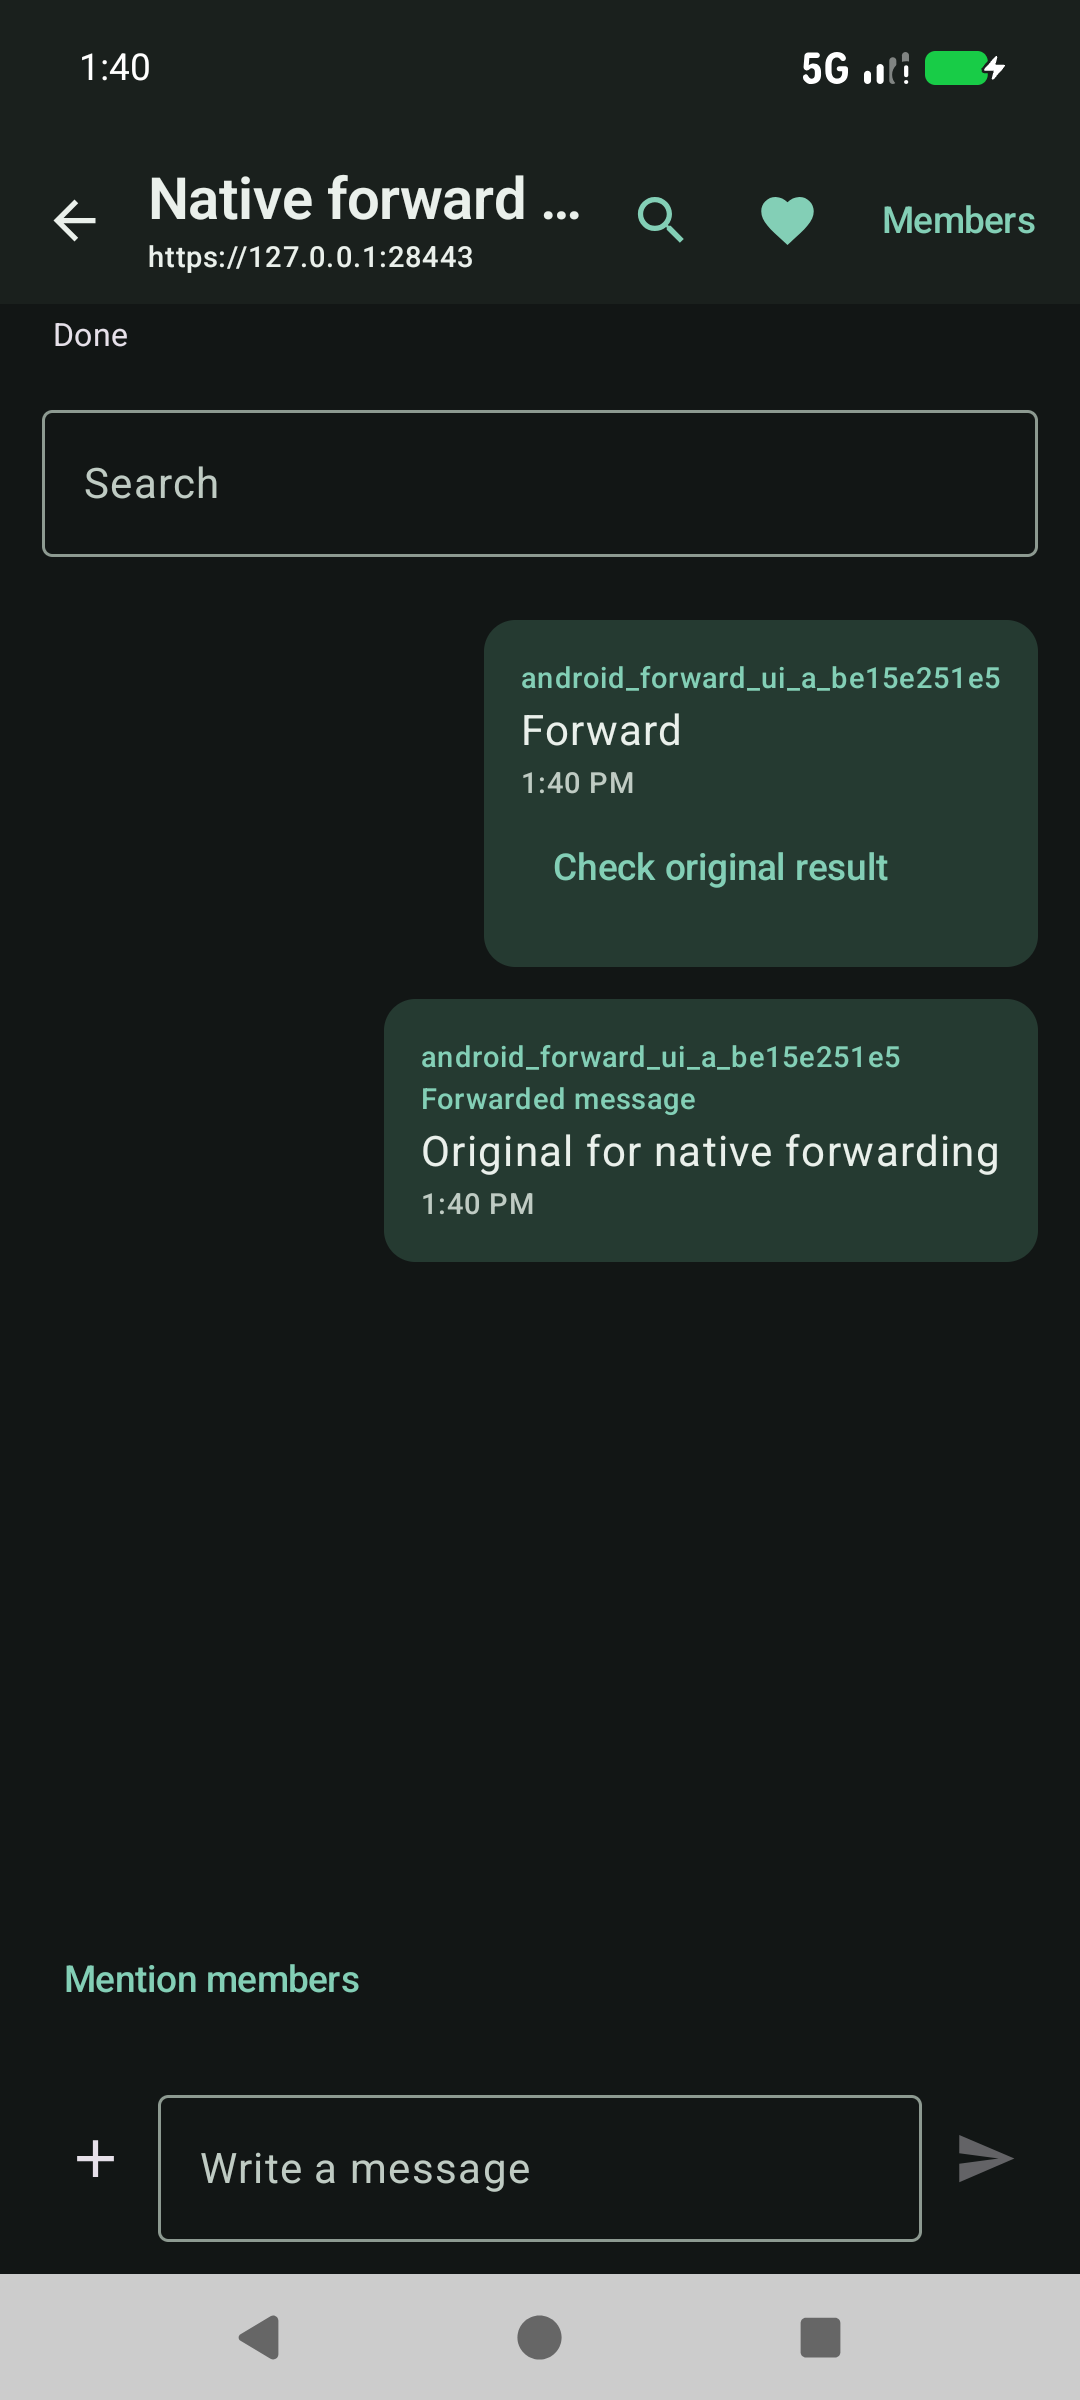 1:40
5G
Native forward ...
https://127.0.0.1:28443
Members
Done
Search
android_forward_ui_a_be15e251e5
Forward
1:40 PM
Check original result
android_forward_ui_a_be15e251e5
Forwarded message
Original for native forwarding
1:40 PM
Mention members
Write a message